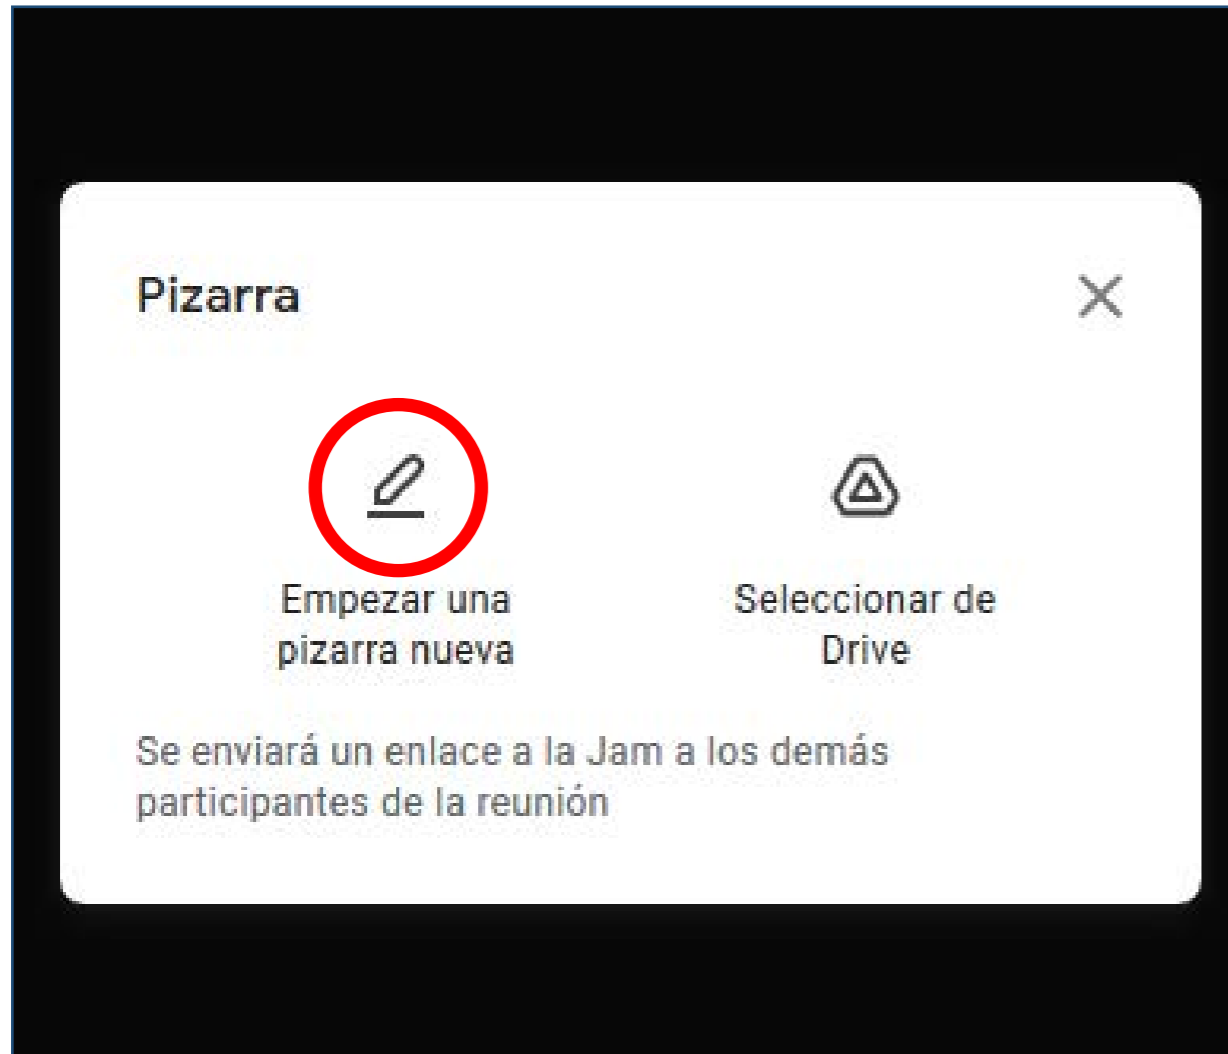 Pizarra
Empezar una
pizarra nueva
Seleccionar de
Drive
Se enviará un enlace a la Jam a los demás
participantes de la reunión